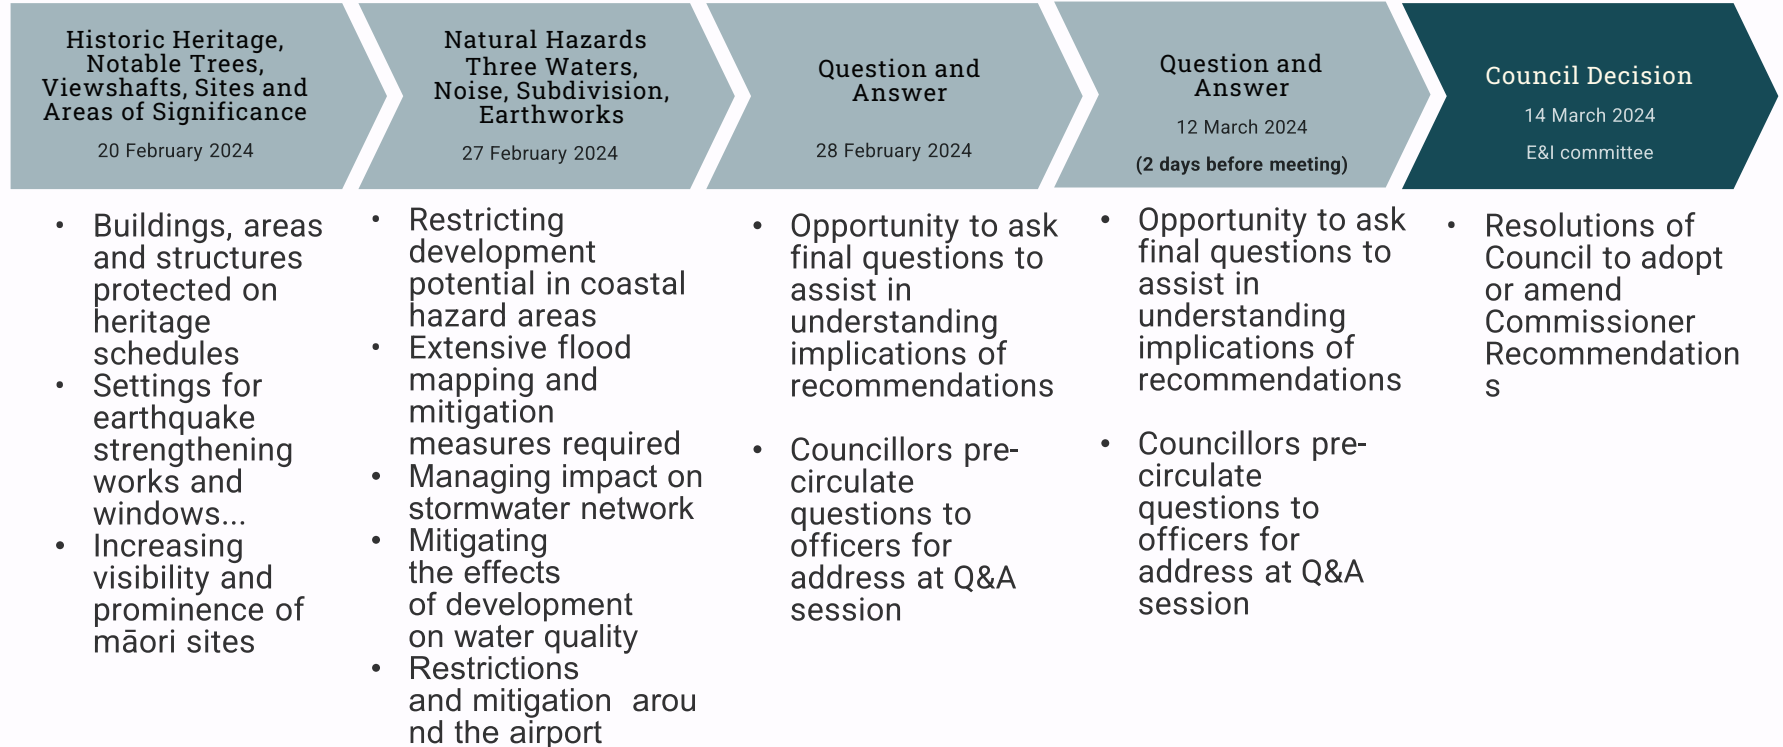 Historic Heritage,
Notable Trees,
Viewshafts, Sites and
Areas of Significance
20 February 2024
Natural Hazards
Three Waters,
Noise, Subdivision,
Earthworks
27 February 2024
Question and
Answer
28 February 2024
Question and
Answer
12 March 2024
(2 days before meeting)
Council Decision
14 March 2024
E&I committee
• Buildings, areas
and structures
protected on
heritage
schedules
• Settings for
earthquake
strengthening
works and
windows...
• Increasing
visibility and
prominence of
māori sites
• Restricting
development
potential in coastal
hazard areas
• Extensive flood
mapping and
mitigation
measures required
• Managing impact on
stormwater network
• Mitigating
the effects
of development
on water quality
• Restrictions
and mitigation  arou
nd the airport
• Opportunity to ask
final questions to
assist in
understanding
implications of
recommendations
• Councillors pre-
circulate
questions to
officers for
address at Q&A
session
• Opportunity to ask
final questions to
assist in
understanding
implications of
recommendations
• Councillors pre-
circulate
questions to
officers for
address at Q&A
session
• Resolutions of
Council to adopt
or amend
Commissioner
Recommendation
s